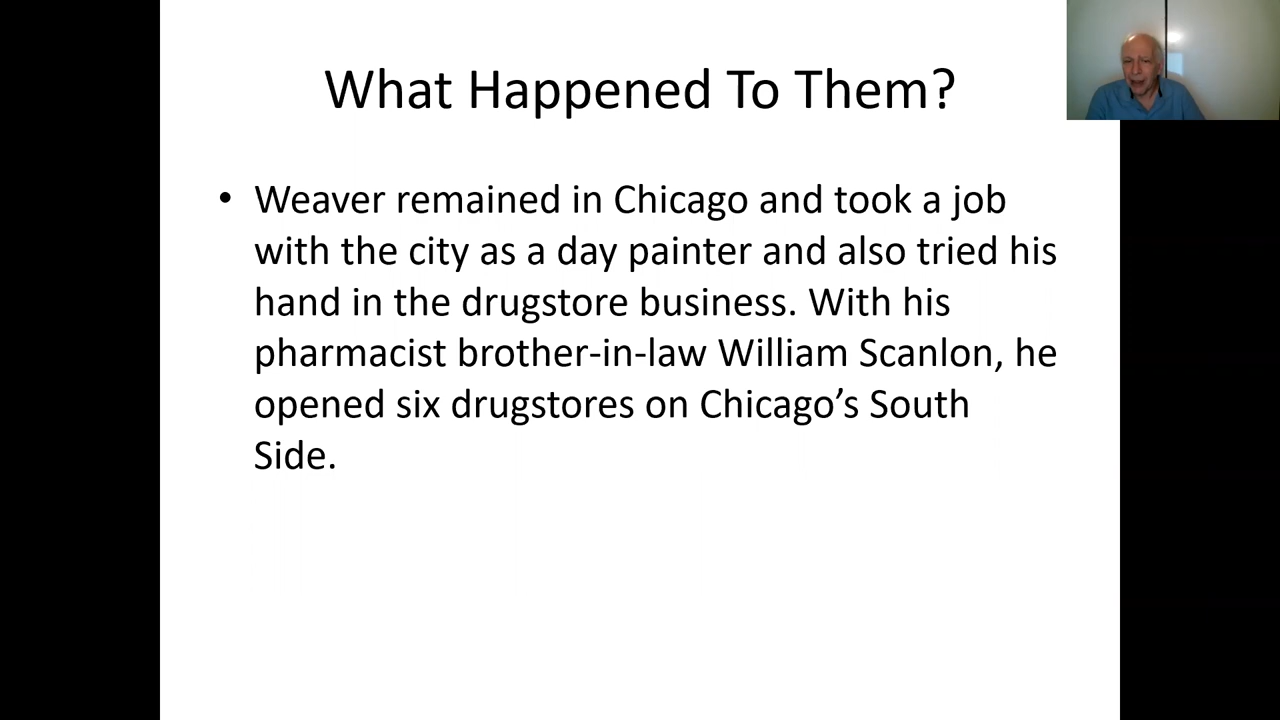 What Happened To Them?
• Weaver remained in Chicago and took a job
with the city as a day painter and also tried his
hand in the drugstore business. With his
pharmacist brother-in-law William Scanlon, he
opened six drugstores on Chicago’s South
Side.